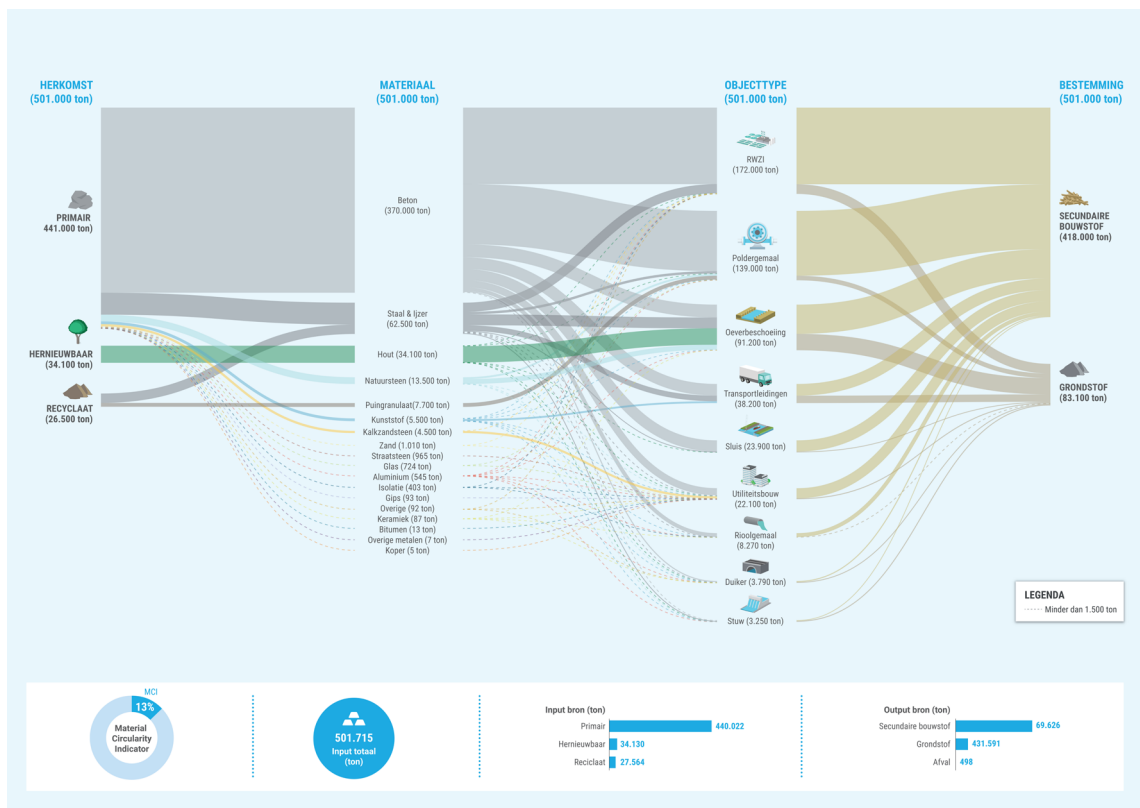 HERKOMST
(501.000 ton)
MATERIAAL
(501.000 ton)
OBJECTTYPE
(501.000 ton)
BESTEMMING
(501.000 ton)
PRIMAIR
441.000 ton)
HERNIEUWBAAR
(34.100 ton)
RECYCLAAT
(26.500 ton)
Beton
(370.000 ton)
Staal & Ijzer
(62.500 ton)
Hout (34.100 ton)
Natuursteen (13.500 ton)
Puingranulaat(7.700 ton)
Kunststof (5.500 ton)
Kalkzandsteen (4.500 ton)
Zand (1.010 ton)
Straatsteen (965 ton)
Glas (724 ton)
Aluminium (545 ton)
Isolatie (403 ton)
Gips (93 ton)
Overige (92 ton)
Keramiek (87 ton)
Bitumen (13 ton)
Overige metalen (7 ton)
Koper (5 ton)
RWZI
(172.000 ton)
Poldergemaal
(139.000 ton)
Oeverbeschoeiing
(91.200 ton)
Transportleidingen
(38.200 ton)
Sluis (23.900 ton)
Utiliteitsbouw
(22.100 ton)
Rioolgemaal
(8.270 ton)
Duiker (3.790 ton)
Stuw (3.250 ton)
SECUNDAIRE
BOUWSTOF
(418.000 ton)
GRONDSTOF
(83.100 ton)
LEGENDA
Minder dan 1.500 ton
MCI
13%
Material
Circularity
Indicator
501.715
Input totaal
(ton)
Input bron (ton)
Primair 440.022
Hernieuwbaar 34.130
Reciclaat 27.564
Output bron (ton)
Secundaire bouwstof 69.626
Grondstof 431.591
Afval 498